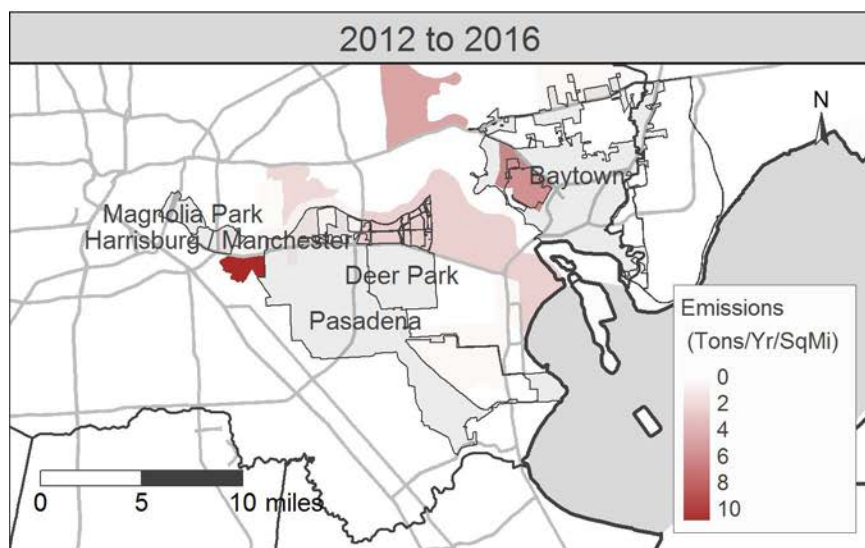 2012 to 2016
N
Baytown
Magnolia Park
Harrisburg Manchester
Deer Park
Pasadena
Emissions
(Tons/Yr/SqMi)
0
2
4
6
8
10
0 5 10 miles